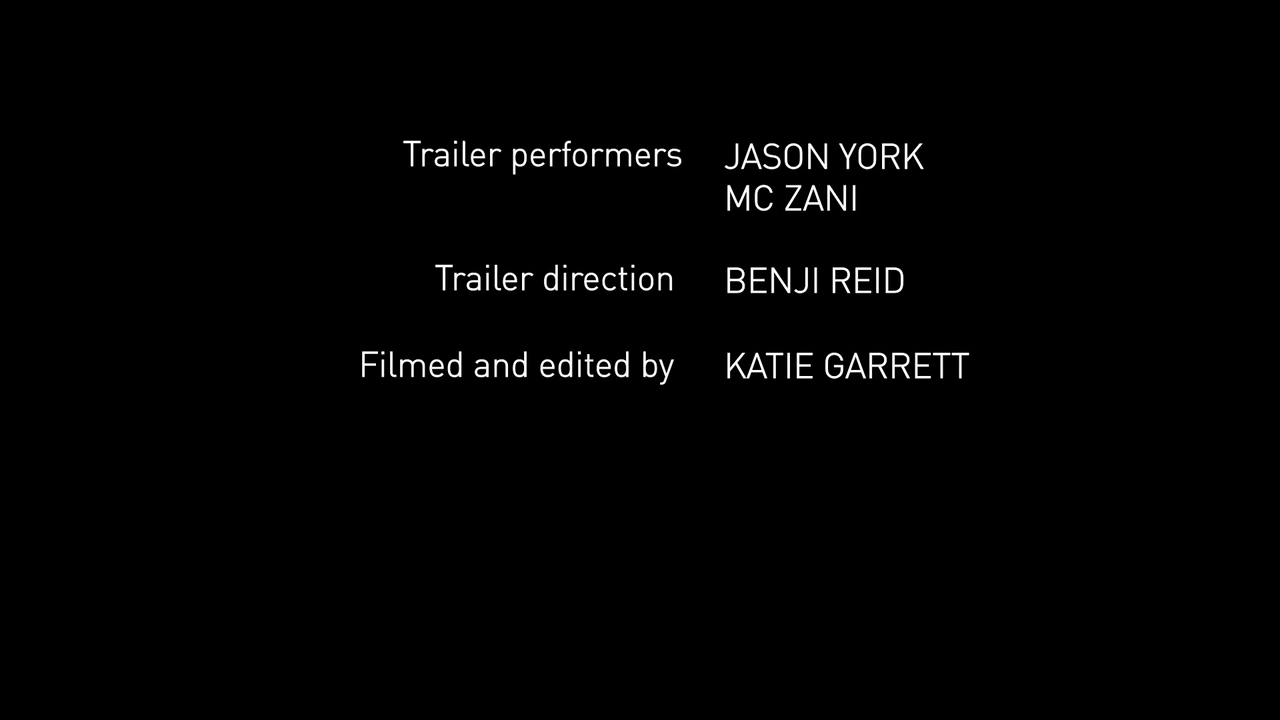 Trailer performers JASON YORK
MC ZANI
Trailer direction BENJI REID
Filmed and edited by KATIE GARRETT